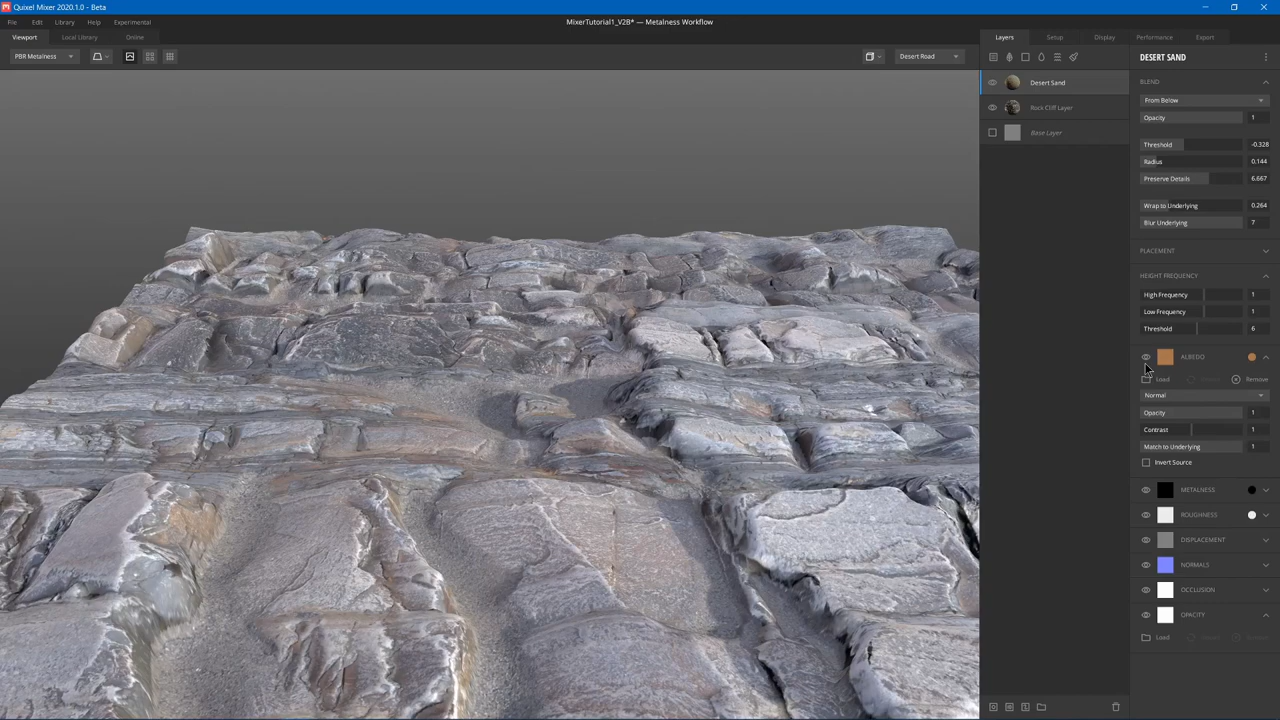 Quixel Mixer 2020.1.0 - Beta
File Edit Library Help Experimental
MixerTutorial1_V2B* — Metalness Workflow
Viewport Local Library Online
Layers Setup Display Performance Export
PBR Metalness
Desert Road
DESERT SAND
Desert Sand
Rock Cliff Layer
Base Layer
BLEND
From Below
Opacity 1
Threshold -0.328
Radius 0.144
Preserve Details 6.667
Wrap to Underlying 0.264
Blur Underlying 7
PLACEMENT
HEIGHT FREQUENCY
High Frequency 1
Low Frequency 1
Threshold 6
ALBEDO
Load Remove
Normal
Opacity 1
Contrast 1
Match to Underlying 1
Invert Source
METALNESS
ROUGHNESS
DISPLACEMENT
NORMALS
OCCLUSION
OPACITY
Load